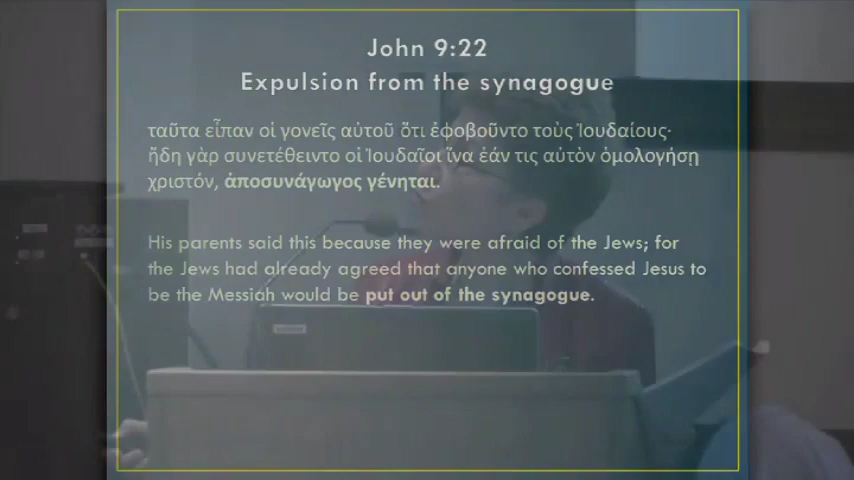 John 9:22
Expulsion from the synagogue
ταῦτα εἶπαν οἱ γονεῖς αὐτοῦ ὅτι ἐφοβοῦντο τοὺς Ἰουδαίους·
ἤδη γὰρ συνετέθειντο οἱ Ἰουδαῖοι ἵνα ἐάν τις αὐτὸν ὁμολογήσῃ
χριστόν, ἀποσυνάγωγος γένηται.
His parents said this because they were afraid of the Jews; for
the Jews had already agreed that anyone who confessed Jesus to
be the Messiah would be put out of the synagogue.